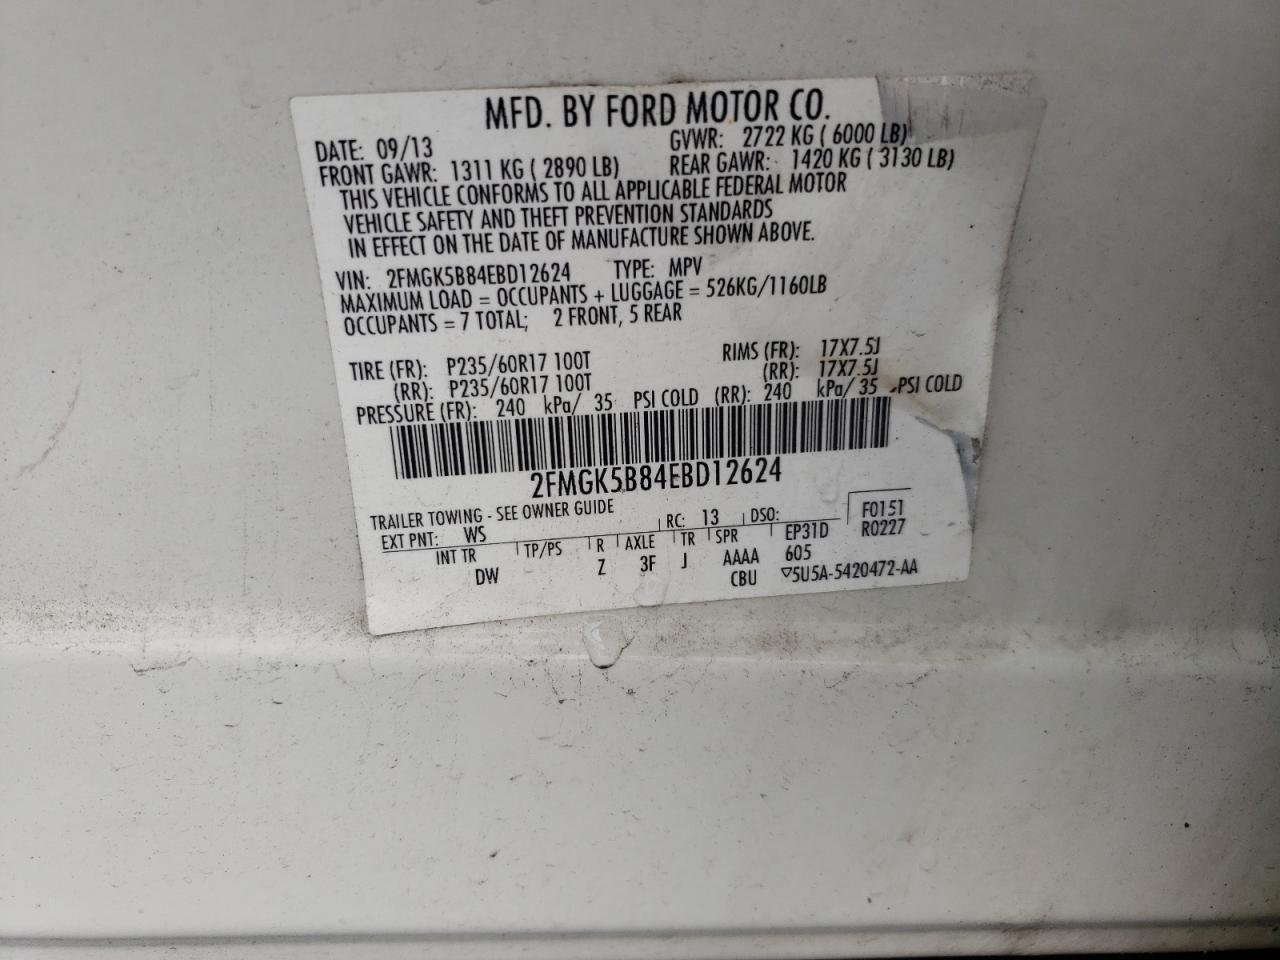 MFD. BY FORD MOTOR CO.
DATE: 09/13 GVWR: 2722 KG ( 6000 LB)
FRONT GAWR: 1311 KG ( 2890 LB) REAR GAWR: 1420 KG ( 3130 LB)
THIS VEHICLE CONFORMS TO ALL APPLICABLE FEDERAL MOTOR
VEHICLE SAFETY AND THEFT PREVENTION STANDARDS
IN EFFECT ON THE DATE OF MANUFACTURE SHOWN ABOVE.
VIN: 2FMGK5B84EBD12624 TYPE: MPV
MAXIMUM LOAD = OCCUPANTS + LUGGAGE = 526KG/1160LB
OCCUPANTS = 7 TOTAL; 2 FRONT, 5 REAR
TIRE (FR): P235/60R17 100T RIMS (FR): 17X7.5J
(RR): P235/60R17 100T (RR): 17X7.5J
PRESSURE (FR): 240 kPa/ 35 PSI COLD (RR): 240 kPa/ 35 PSI COLD
2FMGK5B84EBD12624
TRAILER TOWING - SEE OWNER GUIDE
EXT PNT: WS RC: 13 DSO: F0151
INT TR TP/PS R AXLE TR SPR EP31D R0227
DW Z 3F J AAAA 605
CBU ▽5U5A-5420472-AA